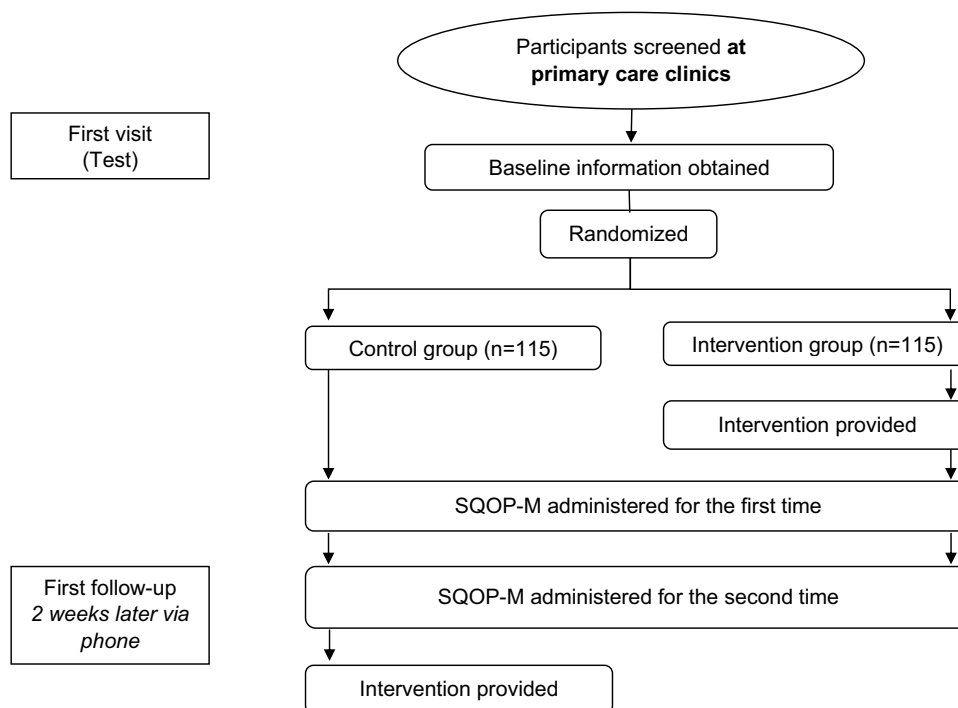 Participants screened at
primary care clinics
First visit
(Test)
Baseline information obtained
Randomized
Control group (n=115)
Intervention group (n=115)
Intervention provided
SQOP-M administered for the first time
First follow-up
2 weeks later via
phone
SQOP-M administered for the second time
Intervention provided